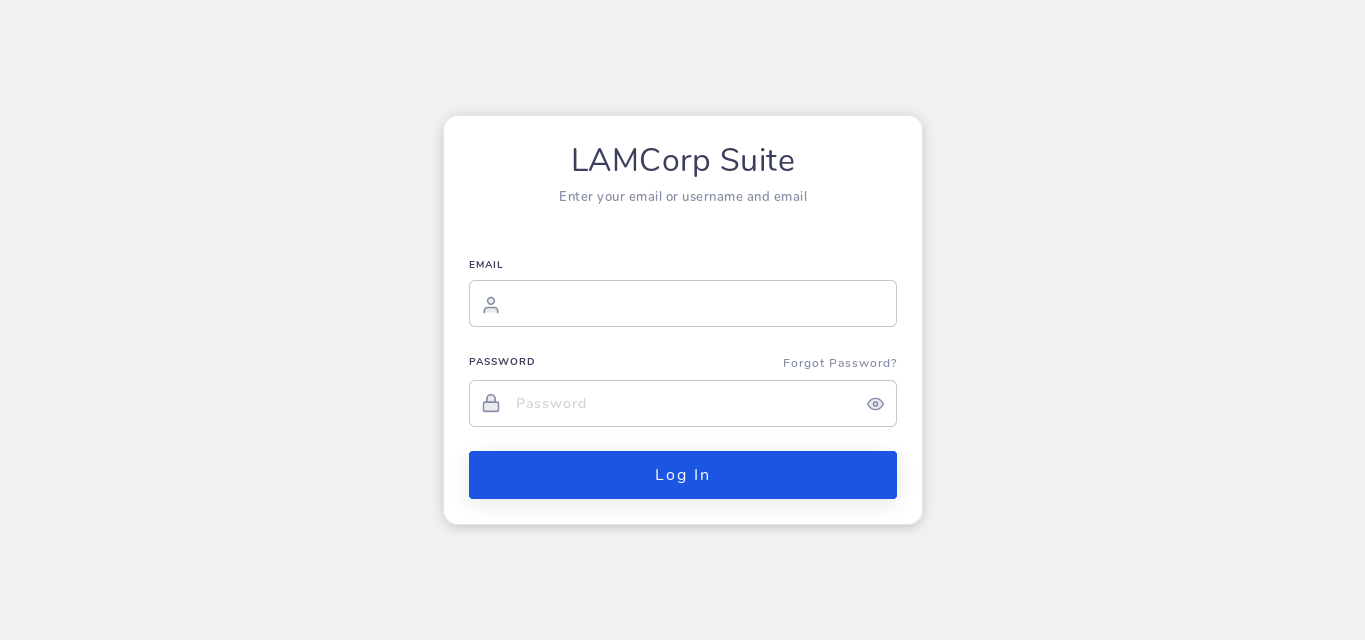 LAMCorp Suite
Enter your email or username and email
EMAIL
PASSWORD
Forgot Password?
Password
Log In